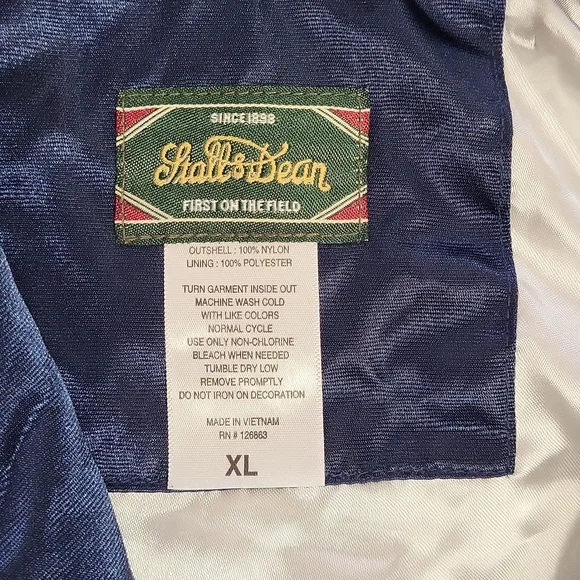 SINCE 1898
Stall & Dean
FIRST ON THE FIELD
OUTSHELL : 100% NYLON
LINING : 100% POLYESTER
TURN GARMENT INSIDE OUT
MACHINE WASH COLD
WITH LIKE COLORS
NORMAL CYCLE
USE ONLY NON-CHLORINE
BLEACH WHEN NEEDED
TUMBLE DRY LOW
REMOVE PROMPTLY
DO NOT IRON ON DECORATION
MADE IN VIETNAM
RN # 126863
XL